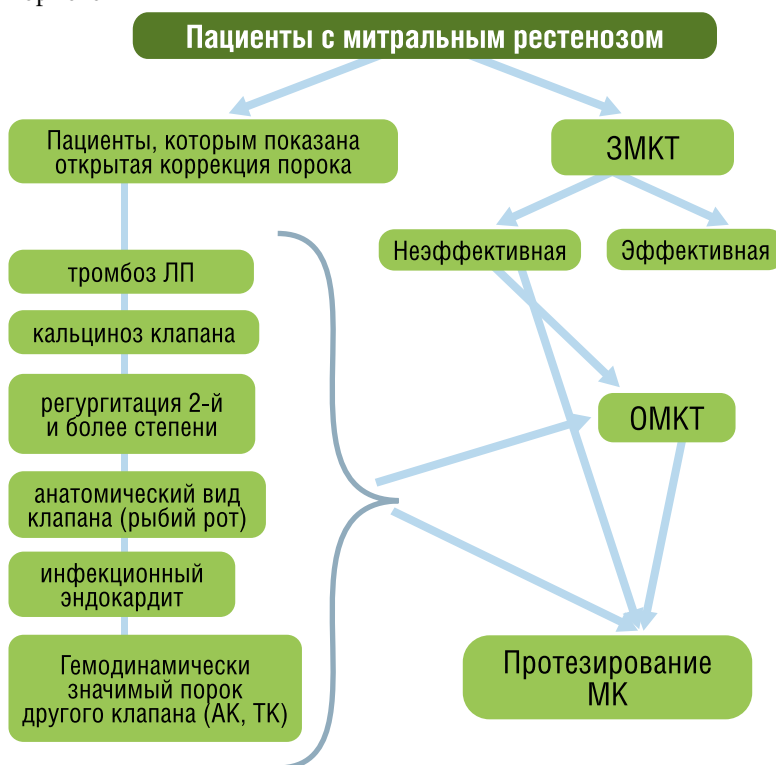 Пациенты с митральным рестенозом
Пациенты, которым показана
открытая коррекция порока
ЗМКТ
Неэффективная
Эффективная
тромбоз ЛП
кальциноз клапана
регургитация 2-й
и более степени
ОМКТ
анатомический вид
клапана (рыбий рот)
инфекционный
эндокардит
Гемодинамически
значимый порок
другого клапана (АК, ТК)
Протезирование
МК